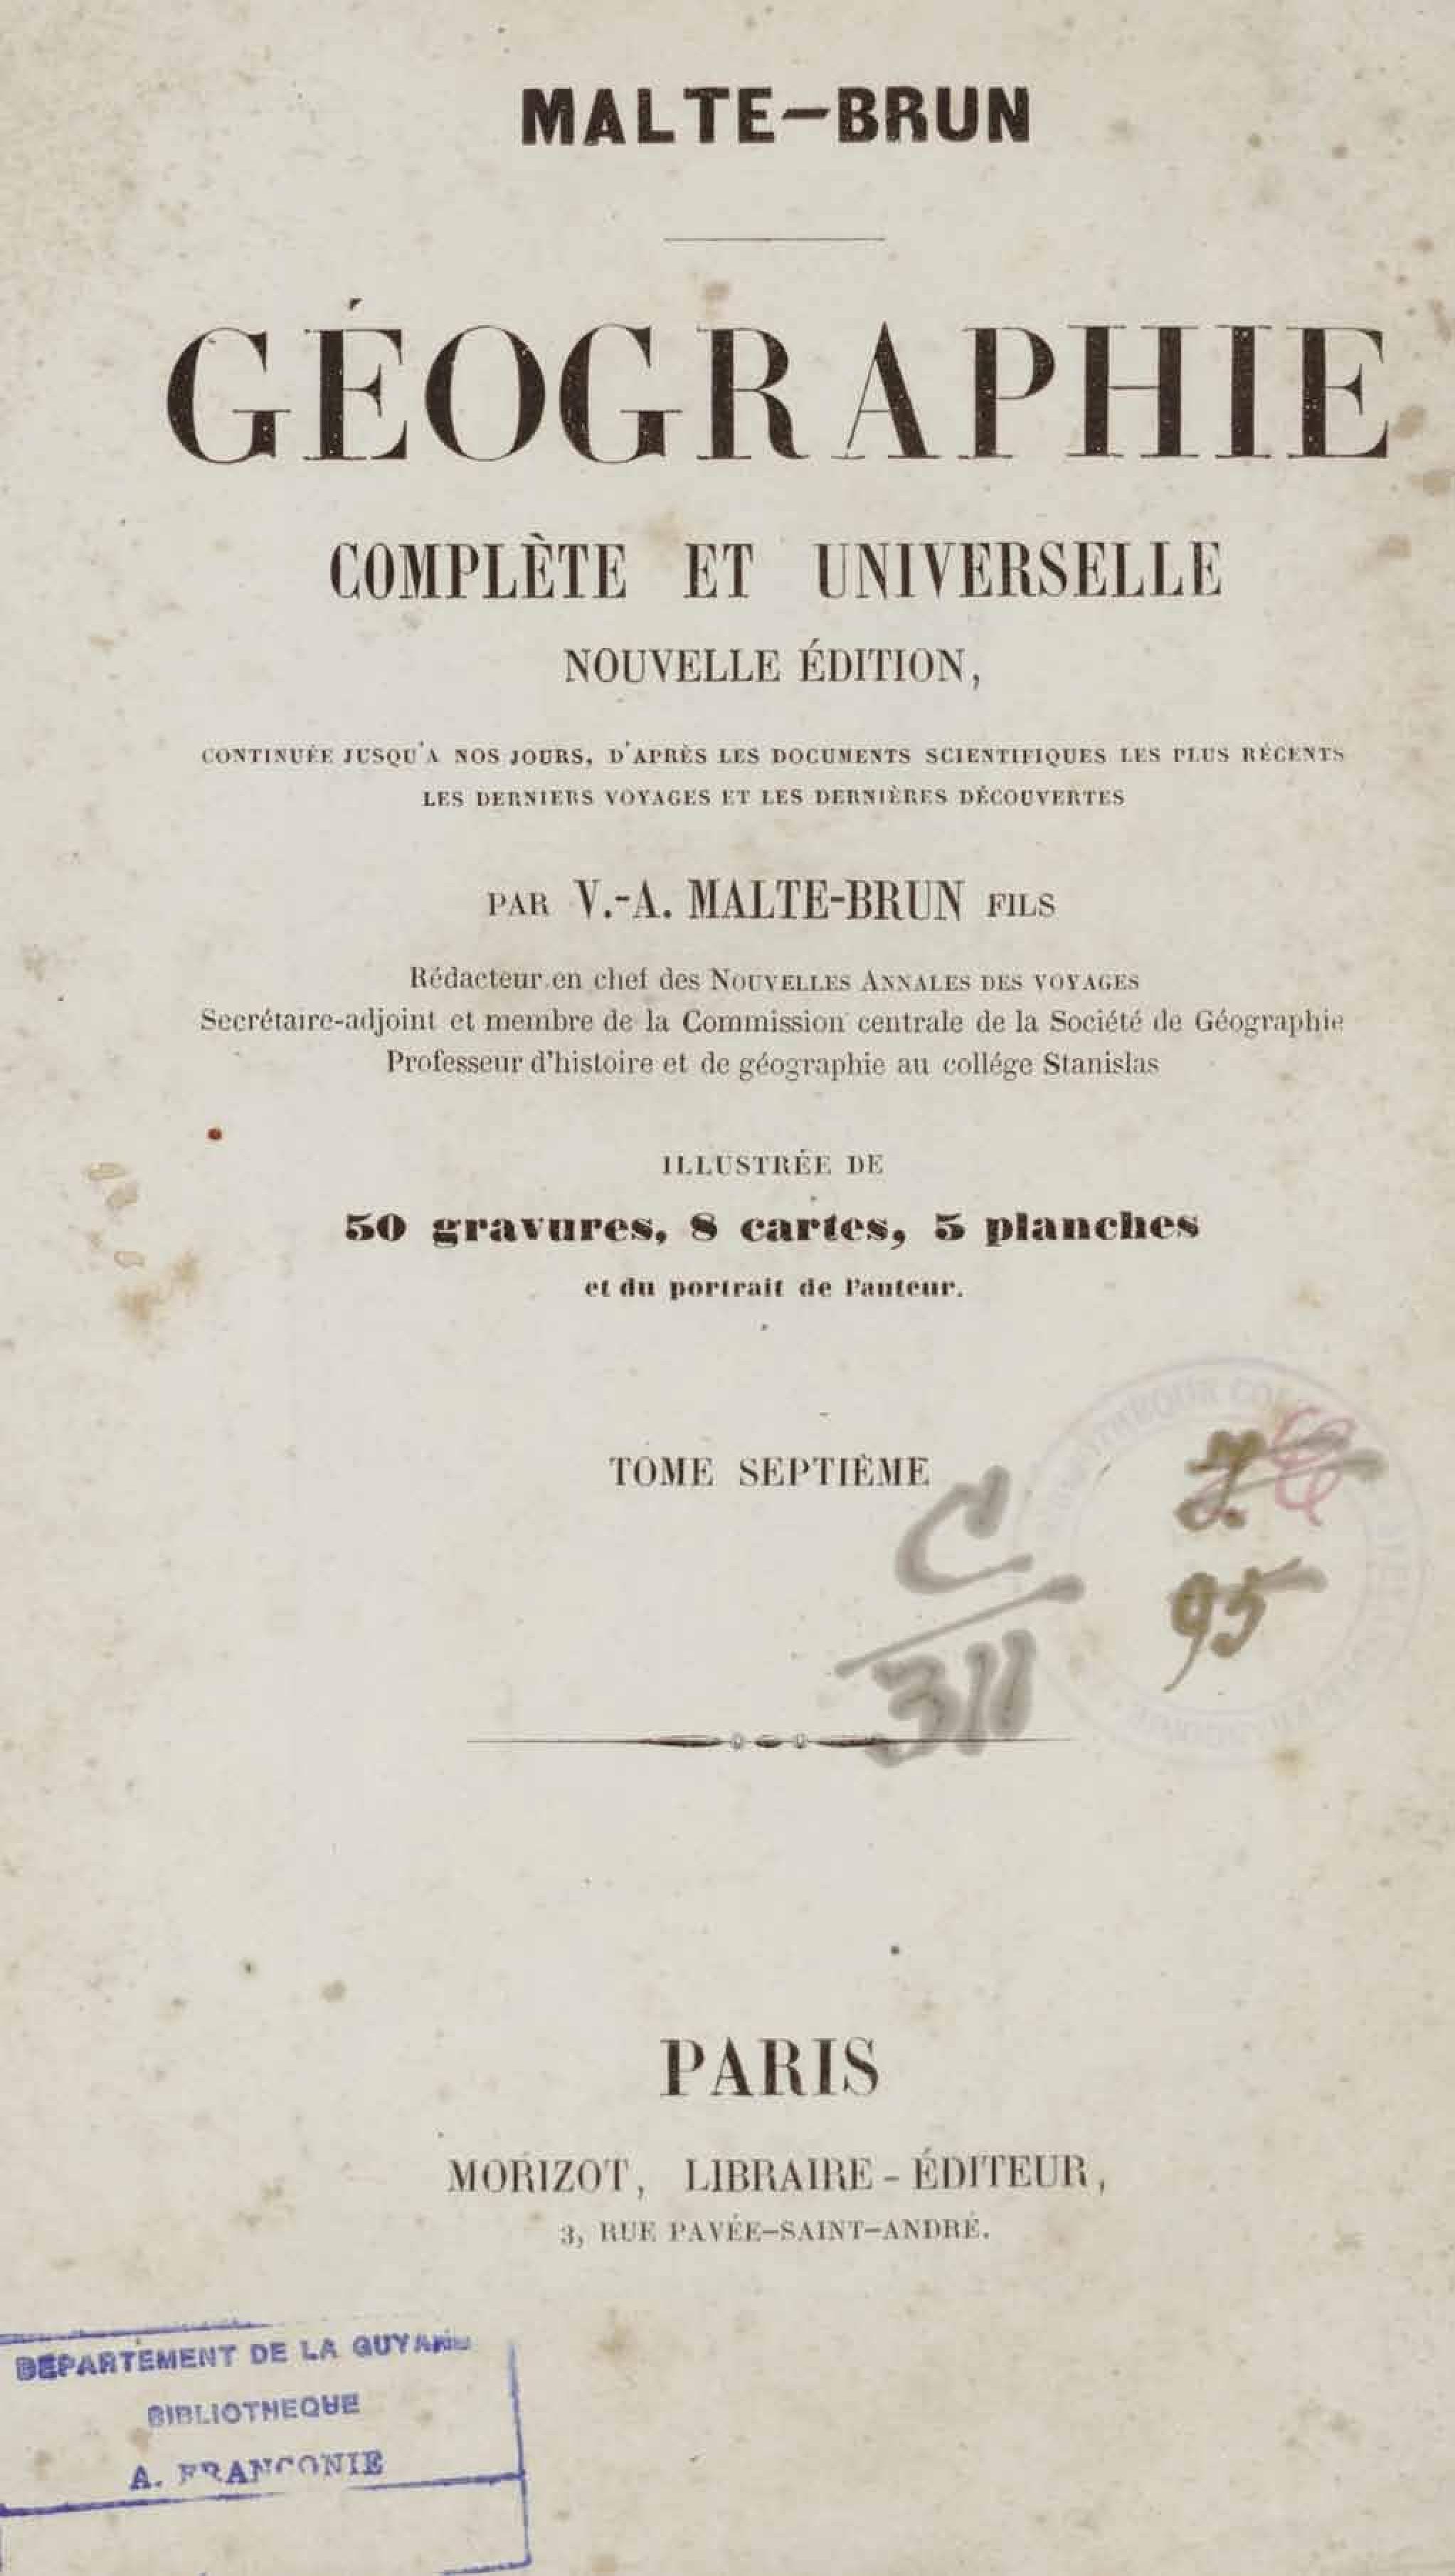 MALTE-BRUN
GÉOGRAPHIE
COMPLÈTE ET UNIVERSELLE
NOUVELLE ÉDITION,
CONTINUÉE JUSQU'A NOS JOURS, D'APRÈS LES DOCUMENTS SCIENTIFIQUES LES PLUS RÉCENTS
LES DERNIERS VOYAGES ET LES DERNIÈRES DÉCOUVERTES
PAR V.-A. MALTE-BRUN FILS
Rédacteur en chef des NOUVELLES ANNALES DES VOYAGES
Secrétaire-adjoint et membre de la Commission centrale de la Société de Géographie
Professeur d'histoire et de géographie au collége Stanislas
ILLUSTRÉE DE
50 gravures, 8 cartes, 5 planches
et du portrait de l'auteur.
TOME SEPTIÈME
C
311
95
PARIS
MORIZOT, LIBRAIRE-ÉDITEUR,
3, RUE PAVÉE-SAINT-ANDRÉ.
DEPARTEMENT DE LA GUYANE
BIBLIOTHEQUE
A. FRANCONIE